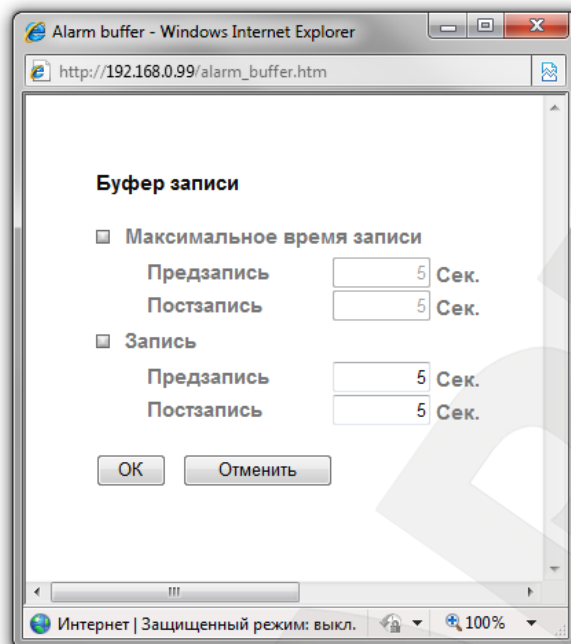 Alarm buffer - Windows Internet Explorer
http://192.168.0.99/alarm_buffer.htm
Буфер записи
Максимальное время записи
Предзапись 5 Сек.
Постзапись 5 Сек.
Запись
Предзапись 5 Сек.
Постзапись 5 Сек.
OK Отменить
Интернет | Защищенный режим: выкл. 100%